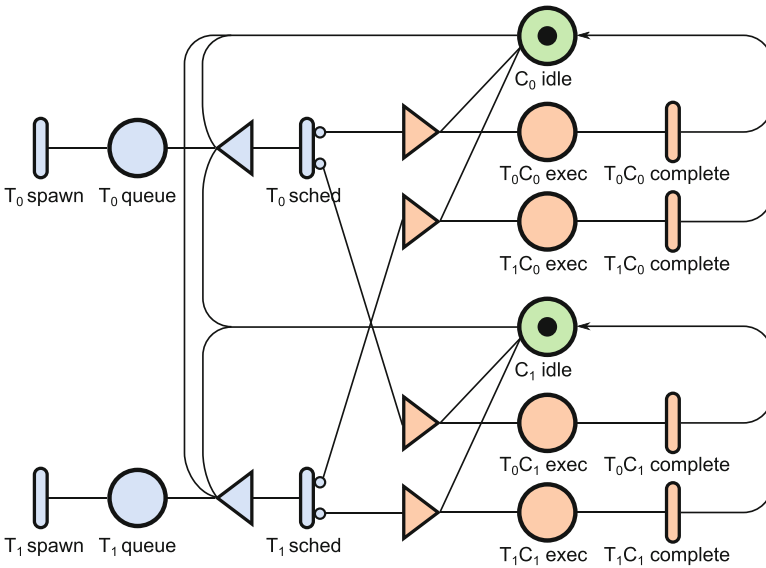 C₀ idle
T₀ spawn T₀ queue T₀ sched T₀C₀ exec T₀C₀ complete
T₁C₀ exec T₁C₀ complete
C₁ idle
T₀C₁ exec T₀C₁ complete
T₁ spawn T₁ queue T₁ sched T₁C₁ exec T₁C₁ complete